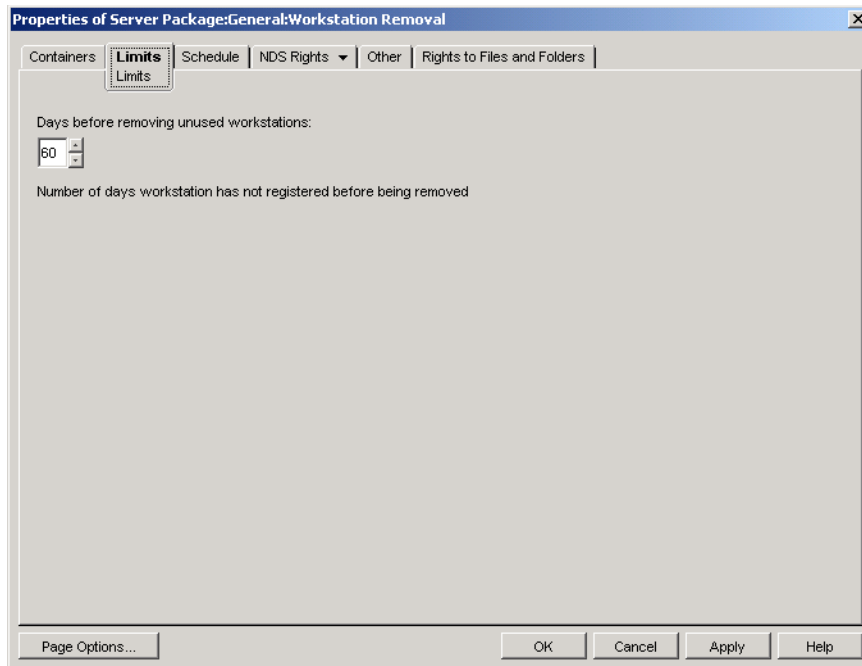 Properties of Server Package:General:Workstation Removal
Containers Limits Schedule NDS Rights Other Rights to Files and Folders
Limits
Days before removing unused workstations:
60
Number of days workstation has not registered before being removed
Page Options... OK Cancel Apply Help